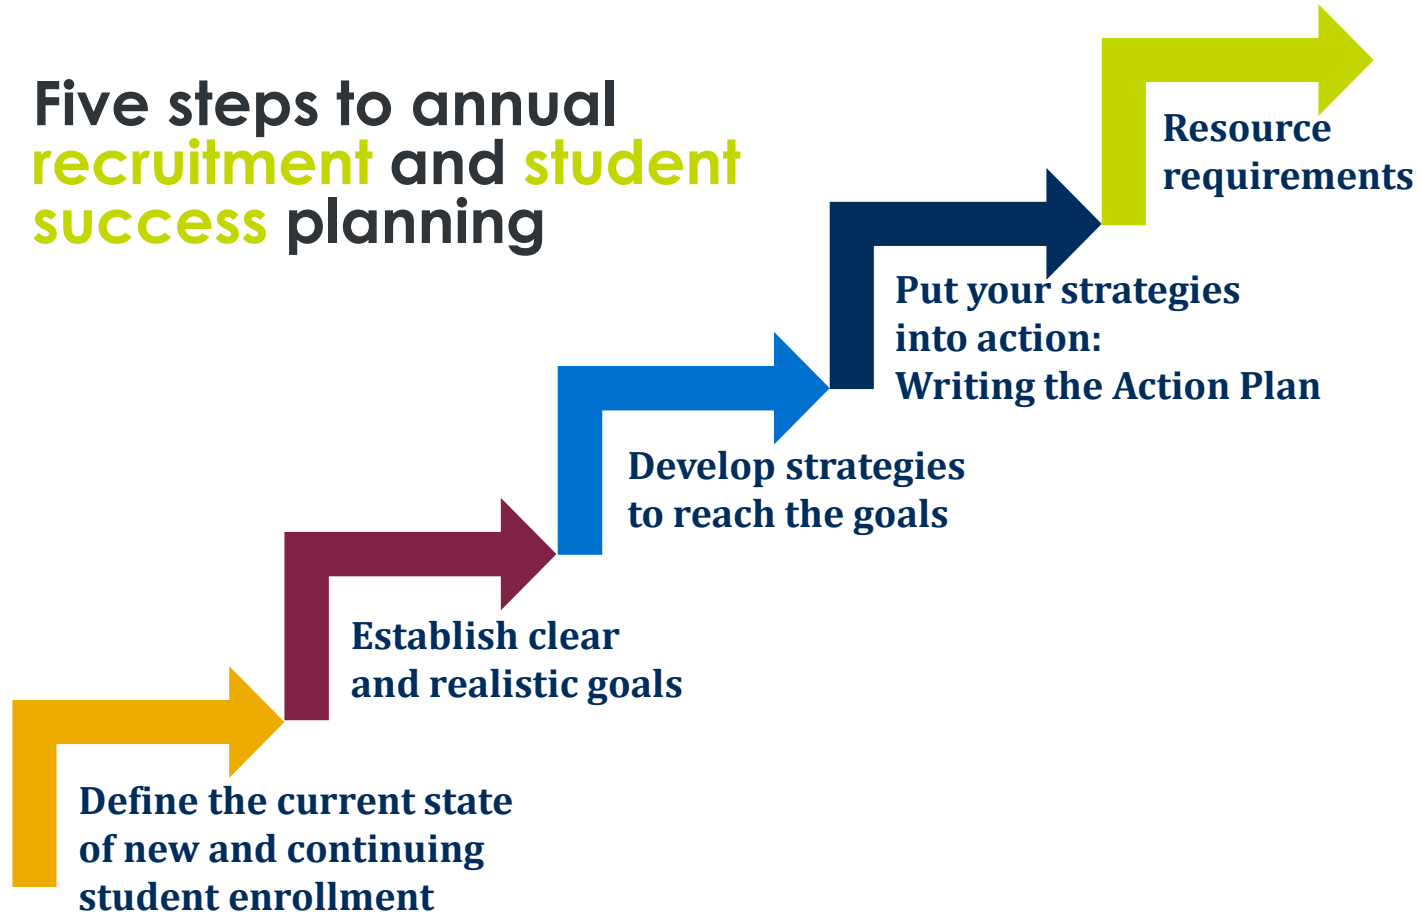 Five steps to annual
recruitment and student
success planning
Resource
requirements
Put your strategies
into action:
Writing the Action Plan
Develop strategies
to reach the goals
Establish clear
and realistic goals
Define the current state
of new and continuing
student enrollment